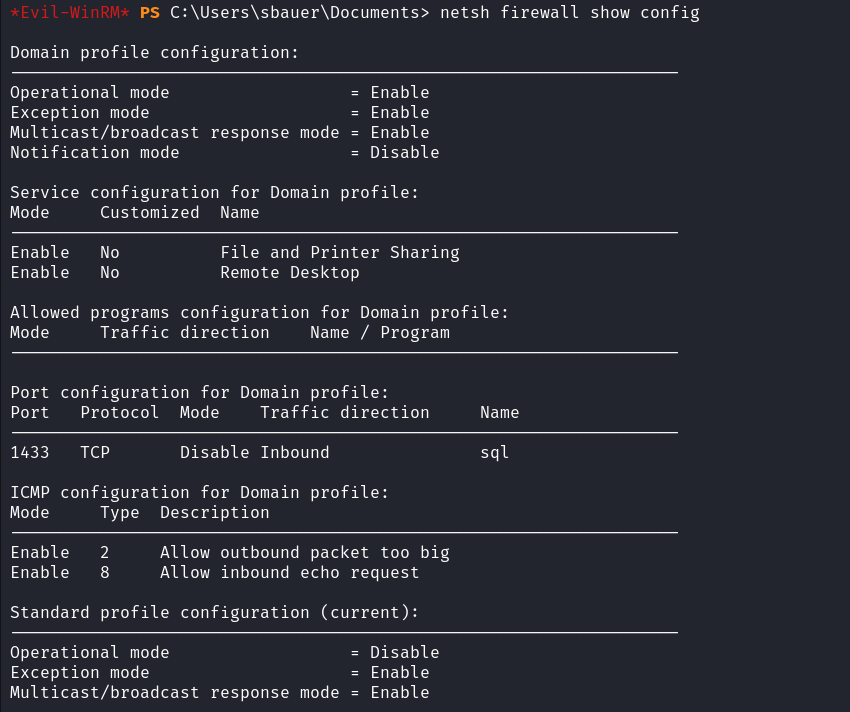 *Evil-WinRM* PS C:\Users\sbauer\Documents> netsh firewall show config
Domain profile configuration:
-------------------------------------------------------------------
Operational mode                  = Enable
Exception mode                    = Enable
Multicast/broadcast response mode = Enable
Notification mode                 = Disable
Service configuration for Domain profile:
Mode     Customized  Name
-------------------------------------------------------------------
Enable   No          File and Printer Sharing
Enable   No          Remote Desktop
Allowed programs configuration for Domain profile:
Mode     Traffic direction    Name / Program
-------------------------------------------------------------------
Port configuration for Domain profile:
Port   Protocol  Mode    Traffic direction     Name
-------------------------------------------------------------------
1433   TCP       Disable Inbound               sql
ICMP configuration for Domain profile:
Mode     Type  Description
-------------------------------------------------------------------
Enable   2     Allow outbound packet too big
Enable   8     Allow inbound echo request
Standard profile configuration (current):
-------------------------------------------------------------------
Operational mode                  = Disable
Exception mode                    = Enable
Multicast/broadcast response mode = Enable